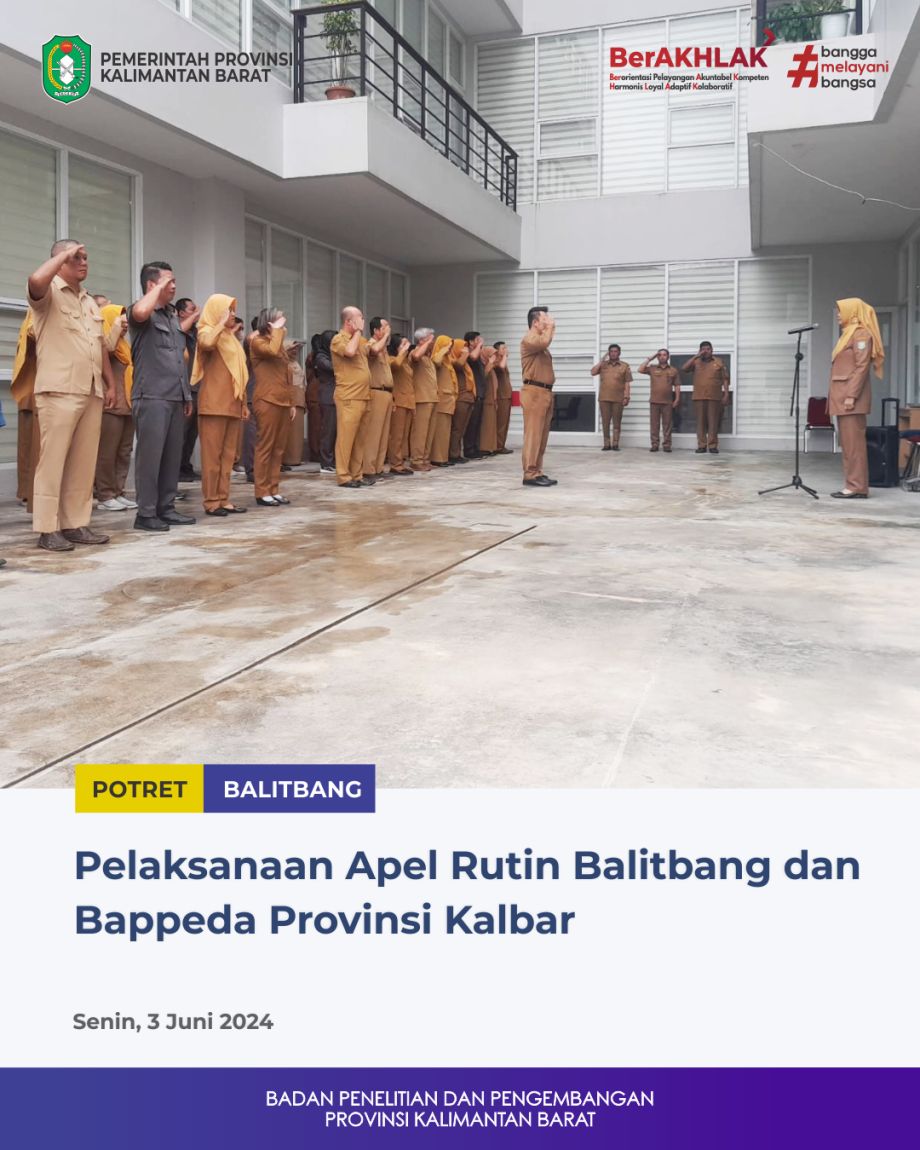 PEMERINTAH PROVINSI
KALIMANTAN BARAT
BerAKHLAK
Berorientasi Pelayangan Akuntabel Kompeten
Harmonis Loyal Adaptif Kolaboratif
#bangga
melayani
bangsa
POTRET BALITBANG
Pelaksanaan Apel Rutin Balitbang dan
Bappeda Provinsi Kalbar
Senin, 3 Juni 2024
BADAN PENELITIAN DAN PENGEMBANGAN
PROVINSI KALIMANTAN BARAT